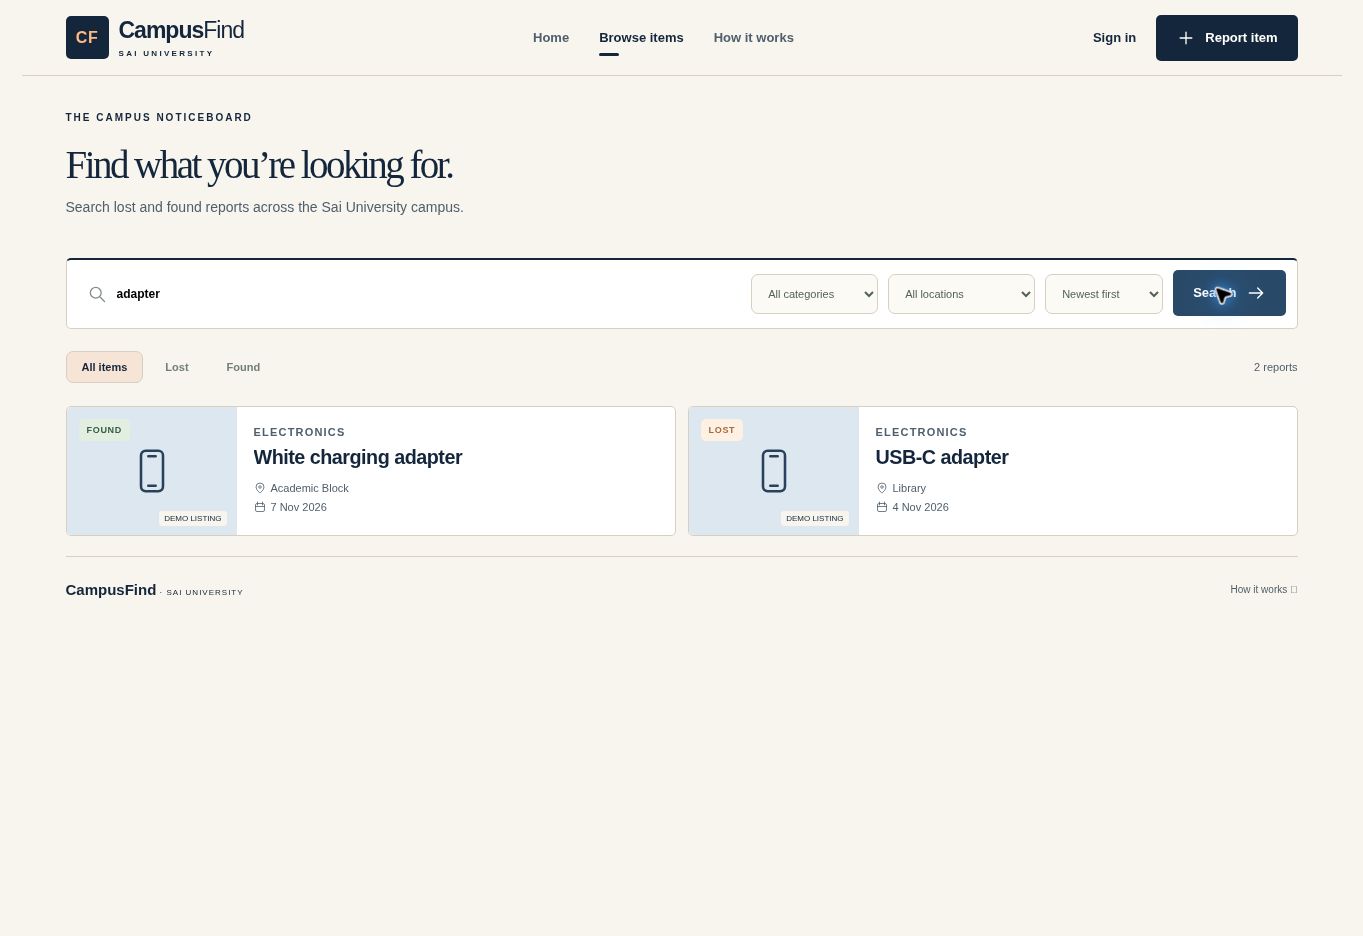 CF
CampusFind
SAI UNIVERSITY
Home
Browse items
How it works
Sign in
Report item
THE CAMPUS NOTICEBOARD
Find what you’re looking for.
Search lost and found reports across the Sai University campus.
adapter
All categories
All locations
Newest first
Search
All items
Lost
Found
2 reports
FOUND
DEMO LISTING
ELECTRONICS
White charging adapter
Academic Block
7 Nov 2026
LOST
DEMO LISTING
ELECTRONICS
USB-C adapter
Library
4 Nov 2026
CampusFind · SAI UNIVERSITY
How it works